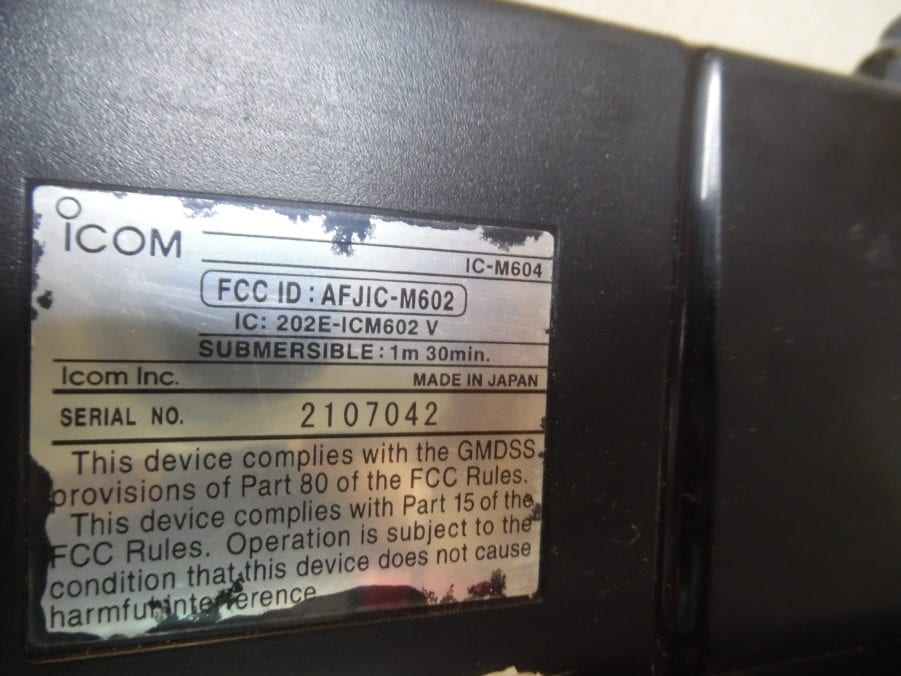 ICOM
IC-M604
FCC ID : AFJIC-M602
IC: 202E-ICM602 V
SUBMERSIBLE : 1m 30min.
Icom Inc. MADE IN JAPAN
SERIAL NO. 2107042
This device complies with the GMDSS
provisions of Part 80 of the FCC Rules.
This device complies with Part 15 of the
FCC Rules. Operation is subject to the
condition that this device does not cause
harmful interference